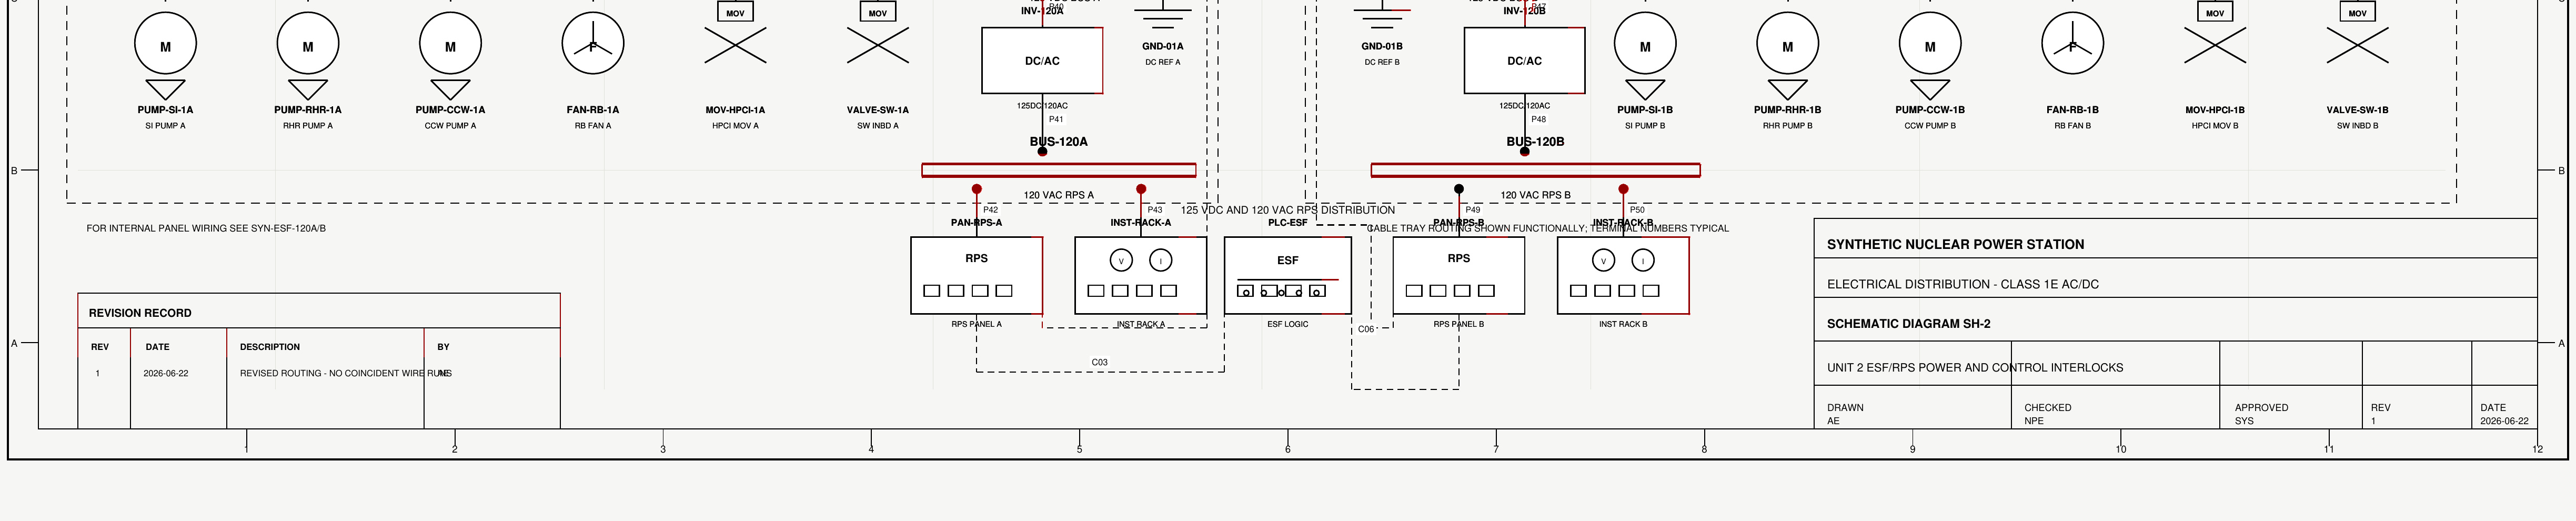 MOV
MOV
P40
INV-120A
INV-120B
P47
MOV
MOV
M
M
M
F
DC/AC
GND-01A
DC REF A
GND-01B
DC REF B
DC/AC
M
M
M
F
PUMP-SI-1A
PUMP-RHR-1A
PUMP-CCW-1A
FAN-RB-1A
MOV-HPCI-1A
VALVE-SW-1A
125DC/120AC
125DC/120AC
PUMP-SI-1B
PUMP-RHR-1B
PUMP-CCW-1B
FAN-RB-1B
MOV-HPCI-1B
VALVE-SW-1B
SI PUMP A
RHR PUMP A
CCW PUMP A
RB FAN A
HPCI MOV A
SW INBD A
P41
P48
SI PUMP B
RHR PUMP B
CCW PUMP B
RB FAN B
HPCI MOV B
SW INBD B
BUS-120A
BUS-120B
B
B
120 VAC RPS A
120 VAC RPS B
P42
P43
125 VDC AND 120 VAC RPS DISTRIBUTION
P49
P50
PAN-RPS-A
INST-RACK-A
PLC-ESF
PAN-RPS-B
INST-RACK-B
FOR INTERNAL PANEL WIRING SEE SYN-ESF-120A/B
CABLE TRAY ROUTING SHOWN FUNCTIONALLY; TERMINAL NUMBERS TYPICAL
RPS
V
I
ESF
RPS
V
I
RPS PANEL A
INST RACK A
ESF LOGIC
C06
RPS PANEL B
INST RACK B
C03
SYNTHETIC NUCLEAR POWER STATION
ELECTRICAL DISTRIBUTION - CLASS 1E AC/DC
SCHEMATIC DIAGRAM SH-2
UNIT 2 ESF/RPS POWER AND CONTROL INTERLOCKS
DRAWN
CHECKED
APPROVED
REV
DATE
AE
NPE
SYS
1
2026-06-22
REVISION RECORD
A
A
REV
DATE
DESCRIPTION
BY
1
2026-06-22
REVISED ROUTING - NO COINCIDENT WIRE RUNS
AE
1
2
3
4
5
6
7
8
9
10
11
12